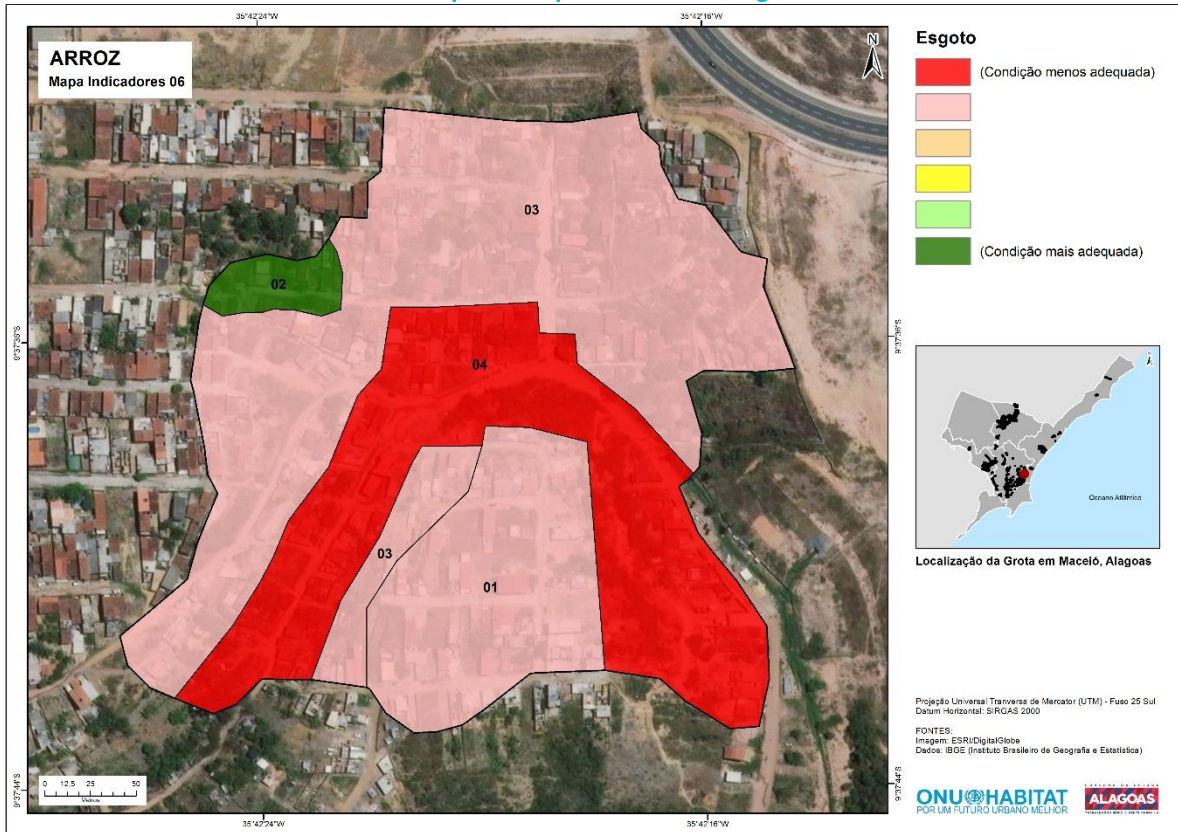 35°42'24"W
35°42'16"W
ARROZ
Mapa Indicadores 06
N
Esgoto
(Condição menos adequada)
(Condição mais adequada)
03
02
04
03
01
9°37'36"S
9°37'36"S
Oceano Atlântico
Localização da Grota em Maceió, Alagoas
Projeção Universal Tranversa de Mercator (UTM) - Fuso 25 Sul
Datum Horizontal: SIRGAS 2000
FONTES:
Imagem: ESRI/DigitalGlobe
Dados: IBGE (Instituto Brasileiro de Geografia e Estatística)
0 12,5 25 50
Metros
9°37'44"S
9°37'44"S
35°42'24"W
35°42'16"W
ONU HABITAT
POR UM FUTURO URBANO MELHOR
ALAGOAS